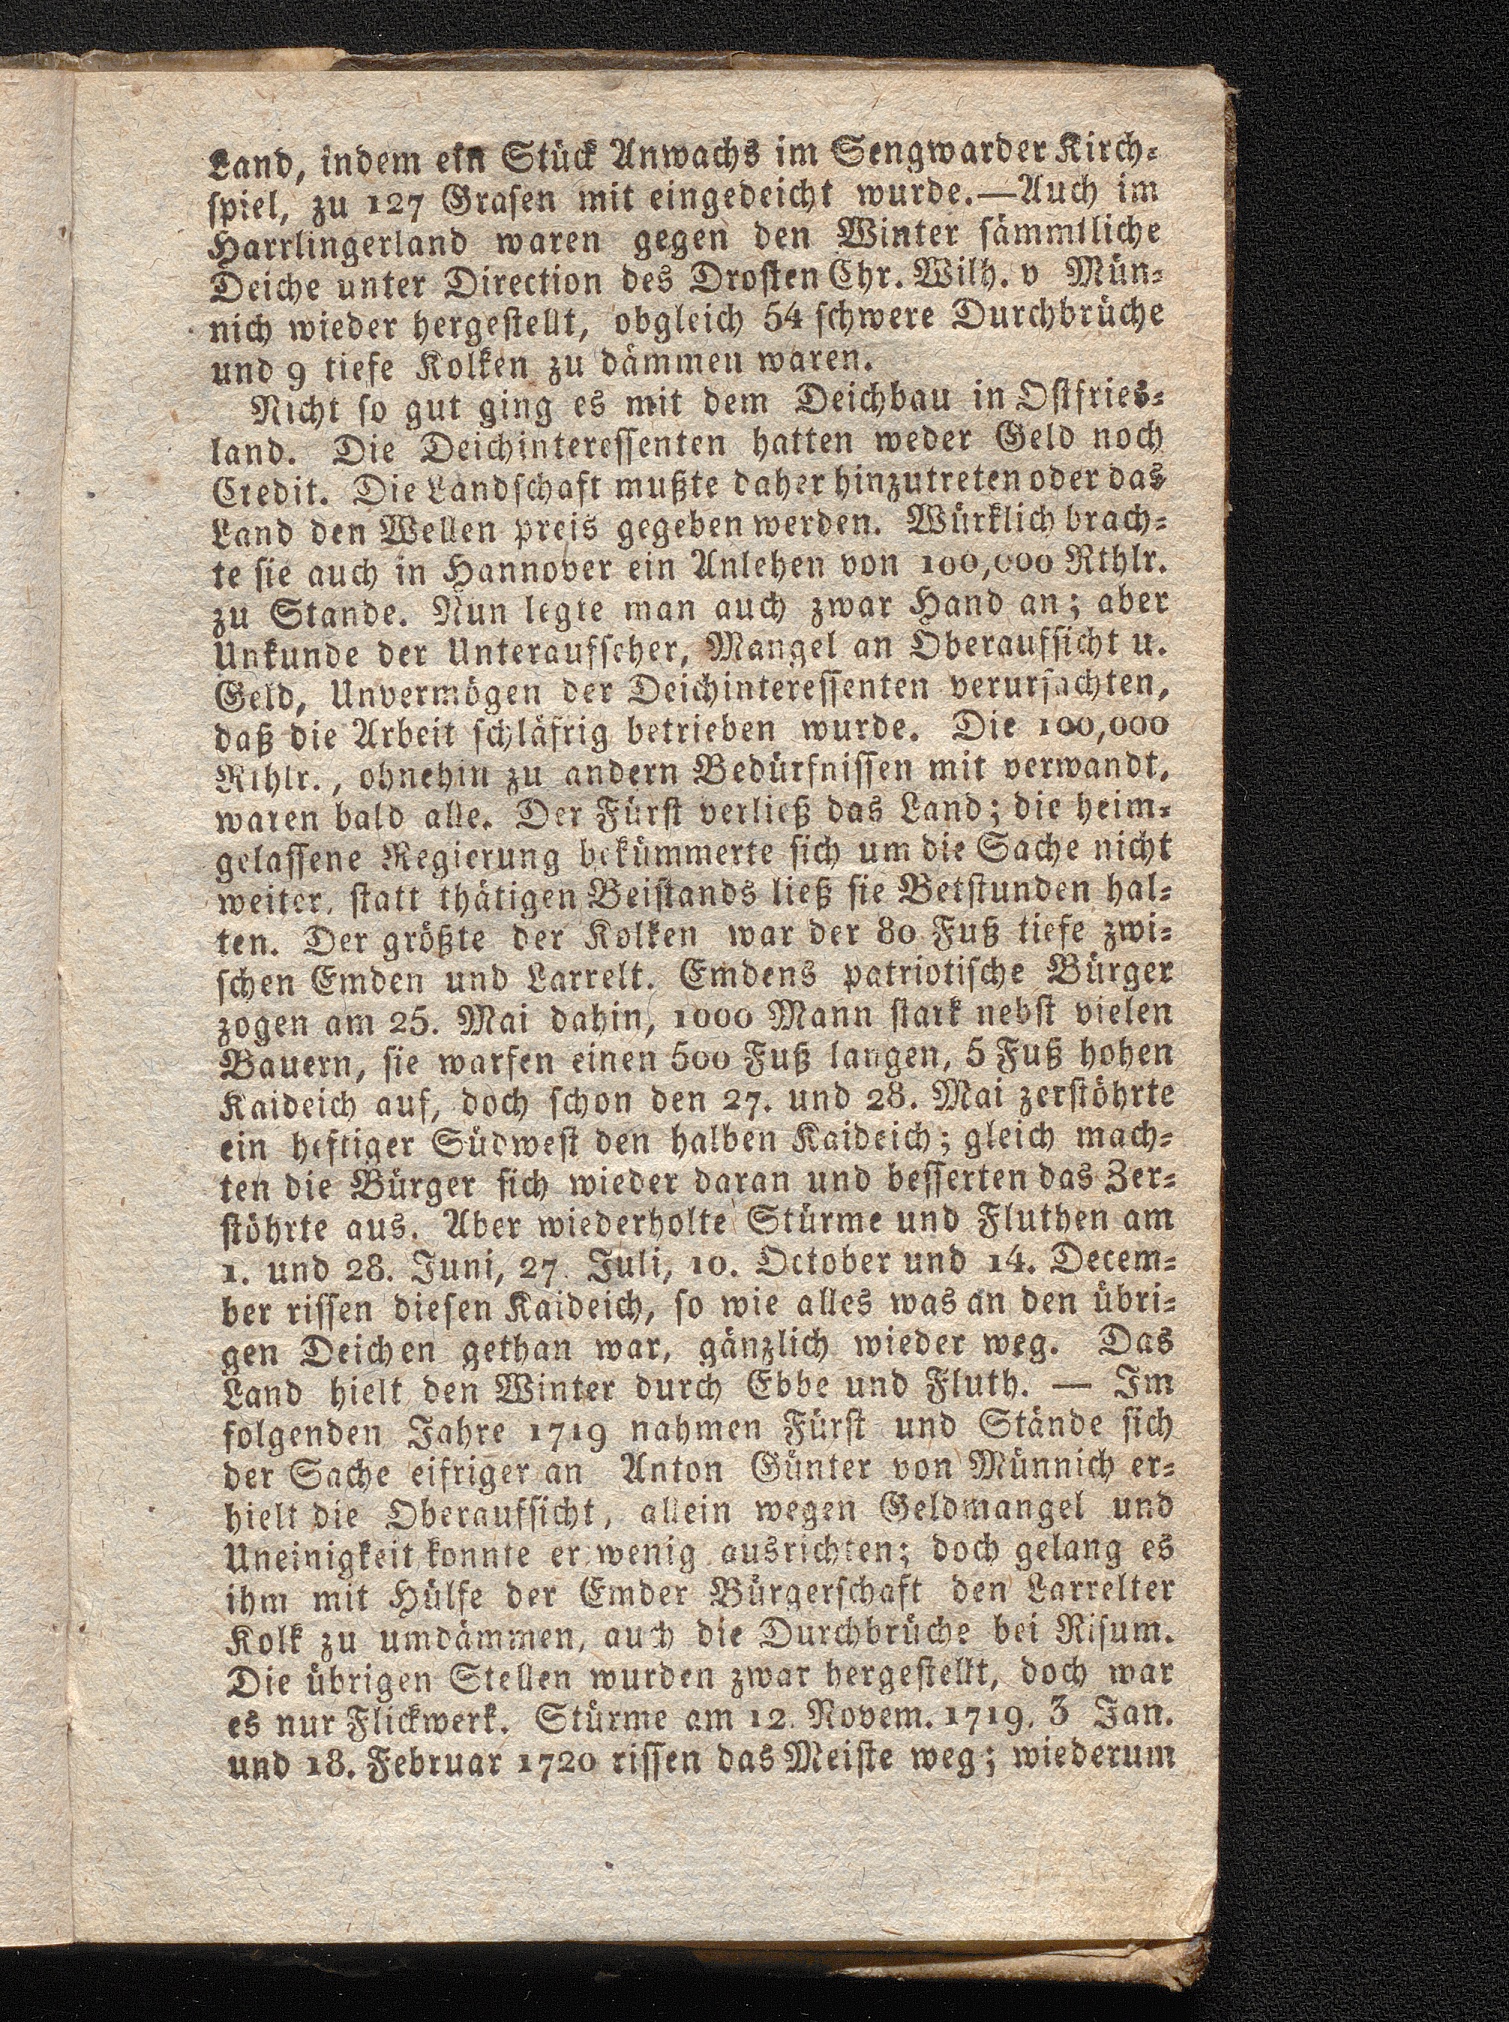 Land, indem ein Stück Anwachs im Sengwarder Kirch-
spiel, zu 127 Grasen mit eingedeicht wurde.—Auch im
Harrlingerland waren gegen den Winter sämmtliche
Deiche unter Direction des Drosten Chr. Wilh. v Mün-
nich wieder hergestellt, obgleich 54 schwere Durchbrüche
und 9 tiefe Kolken zu dämmen waren.
Nicht so gut ging es mit dem Deichbau in Ostfries-
land. Die Deichinteressenten hatten weder Geld noch
Credit. Die Landschaft mußte daher hinzutreten oder das
Land den Wellen preis gegeben werden. Würklich brach-
te sie auch in Hannover ein Anlehen von 100,000 Rthlr.
zu Stande. Nun legte man auch zwar Hand an; aber
Unkunde der Unteraufseher, Mangel an Oberaufsicht u.
Geld, Unvermögen der Deichinteressenten verursachten,
daß die Arbeit schläfrig betrieben wurde. Die 100,000
Rthlr., ohnehin zu andern Bedürfnissen mit verwandt,
waren bald alle. Der Fürst verließ das Land; die heim-
gelassene Regierung bekümmerte sich um die Sache nicht
weiter, statt thätigen Beistands ließ sie Betstunden hal-
ten. Der größte der Kolken war der 80 Fuß tiefe zwi-
schen Emden und Larrelt. Emdens patriotische Bürger
zogen am 25. Mai dahin, 1000 Mann stark nebst vielen
Bauern, sie warfen einen 500 Fuß langen, 5 Fuß hohen
Kaideich auf, doch schon den 27. und 28. Mai zerstöhrte
ein heftiger Südwest den halben Kaideich; gleich mach-
ten die Bürger sich wieder daran und besserten das Zer-
stöhrte aus. Aber wiederholte Stürme und Fluthen am
1. und 28. Juni, 27. Juli, 10. October und 14. Decem-
ber rissen diesen Kaideich, so wie alles was an den übri-
gen Deichen gethan war, gänzlich wieder weg. Das
Land hielt den Winter durch Ebbe und Fluth. — Im
folgenden Jahre 1719 nahmen Fürst und Stände sich
der Sache eifriger an Anton Günter von Münnich er-
hielt die Oberaufsicht, allein wegen Geldmangel und
Uneinigkeit konnte er wenig ausrichten; doch gelang es
ihm mit Hülfe der Emder Bürgerschaft den Larrelter
Kolk zu umdämmen, auch die Durchbrüche bei Risum.
Die übrigen Stellen wurden zwar hergestellt, doch war
es nur Flickwerk. Stürme am 12. Novem. 1719, 3 Jan.
und 18. Februar 1720 rissen das Meiste weg; wiederum